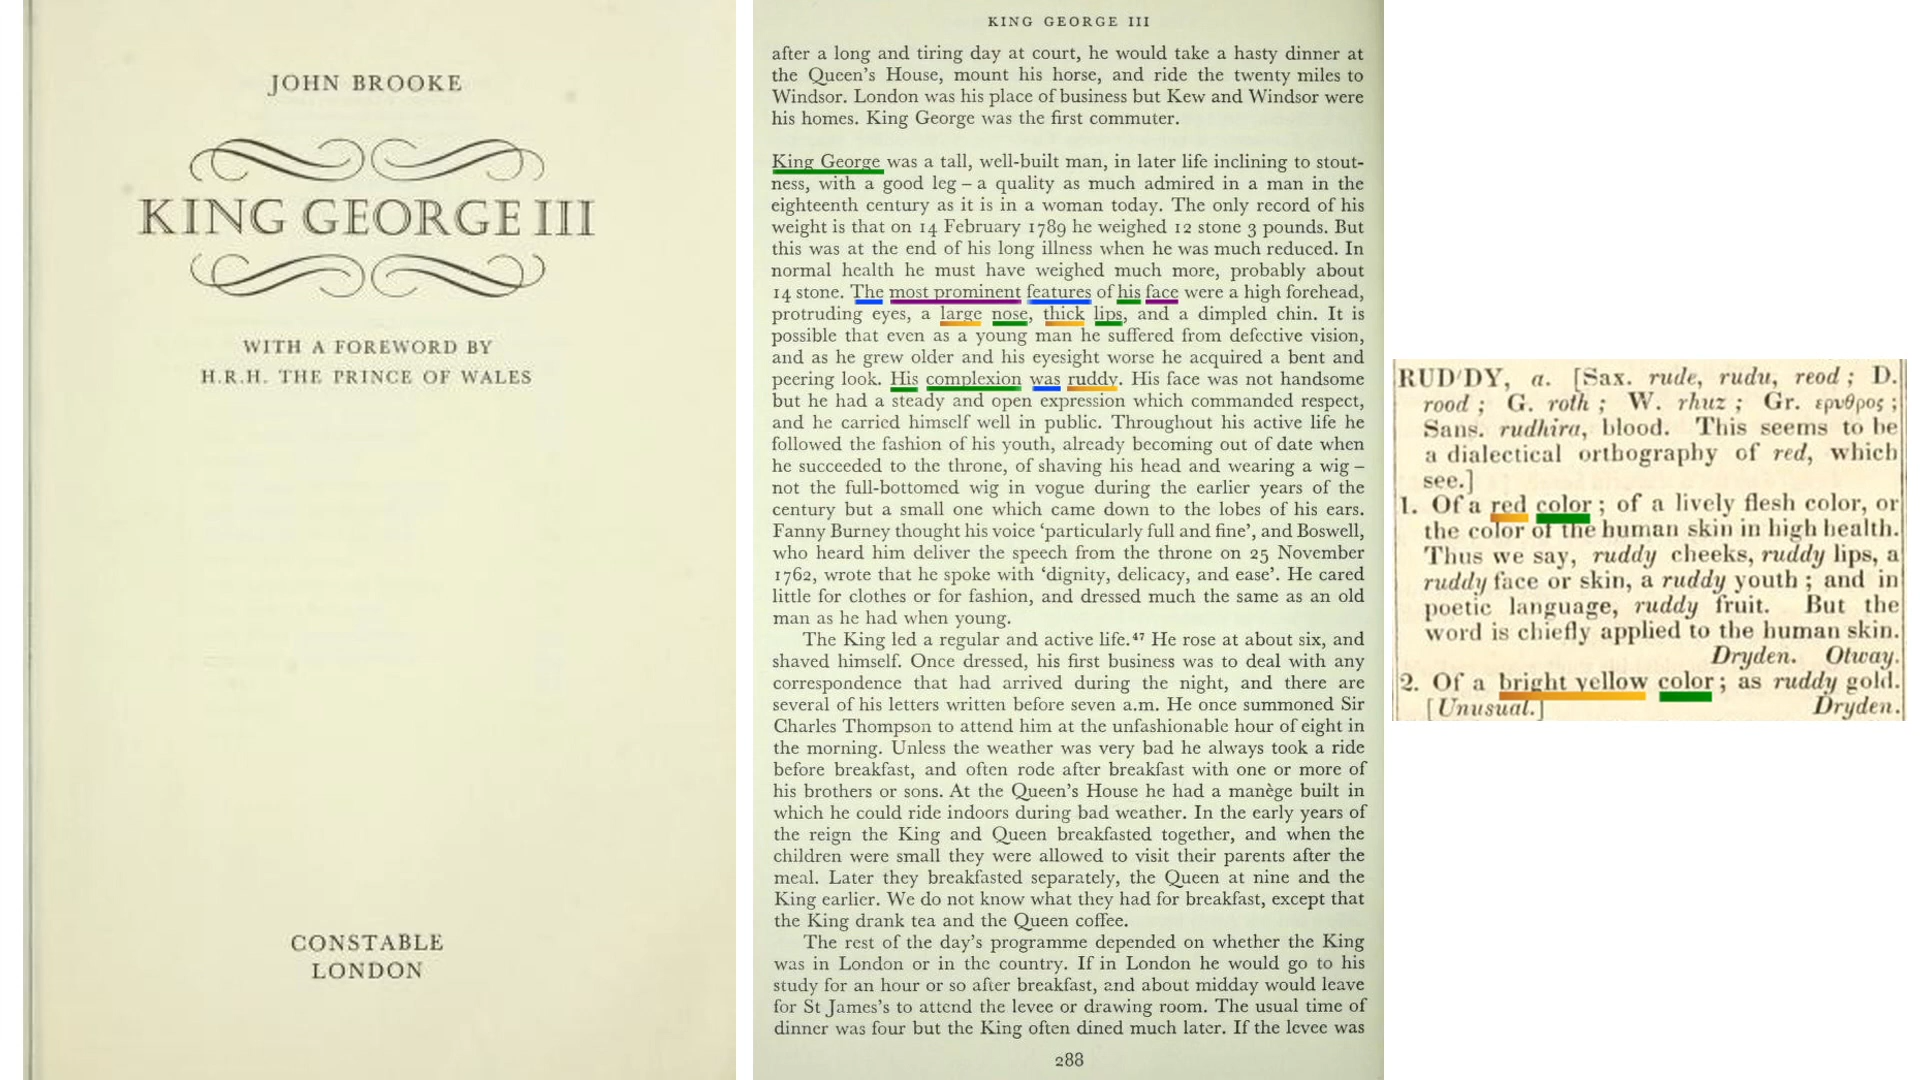 JOHN BROOKE
KING GEORGE III
WITH A FOREWORD BY
H.R.H. THE PRINCE OF WALES
CONSTABLE
LONDON
KING GEORGE III
after a long and tiring day at court, he would take a hasty dinner at
the Queen's House, mount his horse, and ride the twenty miles to
Windsor. London was his place of business but Kew and Windsor were
his homes. King George was the first commuter.
King George was a tall, well-built man, in later life inclining to stout-
ness, with a good leg – a quality as much admired in a man in the
eighteenth century as it is in a woman today. The only record of his
weight is that on 14 February 1789 he weighed 12 stone 3 pounds. But
this was at the end of his long illness when he was much reduced. In
normal health he must have weighed much more, probably about
14 stone. The most prominent features of his face were a high forehead,
protruding eyes, a large nose, thick lips, and a dimpled chin. It is
possible that even as a young man he suffered from defective vision,
and as he grew older and his eyesight worse he acquired a bent and
peering look. His complexion was ruddy. His face was not handsome
but he had a steady and open expression which commanded respect,
and he carried himself well in public. Throughout his active life he
followed the fashion of his youth, already becoming out of date when
he succeeded to the throne, of shaving his head and wearing a wig –
not the full-bottomed wig in vogue during the earlier years of the
century but a small one which came down to the lobes of his ears.
Fanny Burney thought his voice 'particularly full and fine', and Boswell,
who heard him deliver the speech from the throne on 25 November
1762, wrote that he spoke with 'dignity, delicacy, and ease'. He cared
little for clothes or for fashion, and dressed much the same as an old
man as he had when young.
The King led a regular and active life.47 He rose at about six, and
shaved himself. Once dressed, his first business was to deal with any
correspondence that had arrived during the night, and there are
several of his letters written before seven a.m. He once summoned Sir
Charles Thompson to attend him at the unfashionable hour of eight in
the morning. Unless the weather was very bad he always took a ride
before breakfast, and often rode after breakfast with one or more of
his brothers or sons. At the Queen's House he had a manège built in
which he could ride indoors during bad weather. In the early years of
the reign the King and Queen breakfasted together, and when the
children were small they were allowed to visit their parents after the
meal. Later they breakfasted separately, the Queen at nine and the
King earlier. We do not know what they had for breakfast, except that
the King drank tea and the Queen coffee.
The rest of the day's programme depended on whether the King
was in London or in the country. If in London he would go to his
study for an hour or so after breakfast, and about midday would leave
for St James's to attend the levee or drawing room. The usual time of
dinner was four but the King often dined much later. If the levee was
288
RUD'DY, a. [Sax. rude, rudu, reod; D.
rood; G. roth; W. rhuz; Gr. ερυθρος;
Sans. rudhira, blood. This seems to be
a dialectical orthography of red, which
see.]
1. Of a red color; of a lively flesh color, or
the color of the human skin in high health.
Thus we say, ruddy cheeks, ruddy lips, a
ruddy face or skin, a ruddy youth; and in
poetic language, ruddy fruit. But the
word is chiefly applied to the human skin.
Dryden. Otway.
2. Of a bright yellow color; as ruddy gold.
[Unusual.] Dryden.